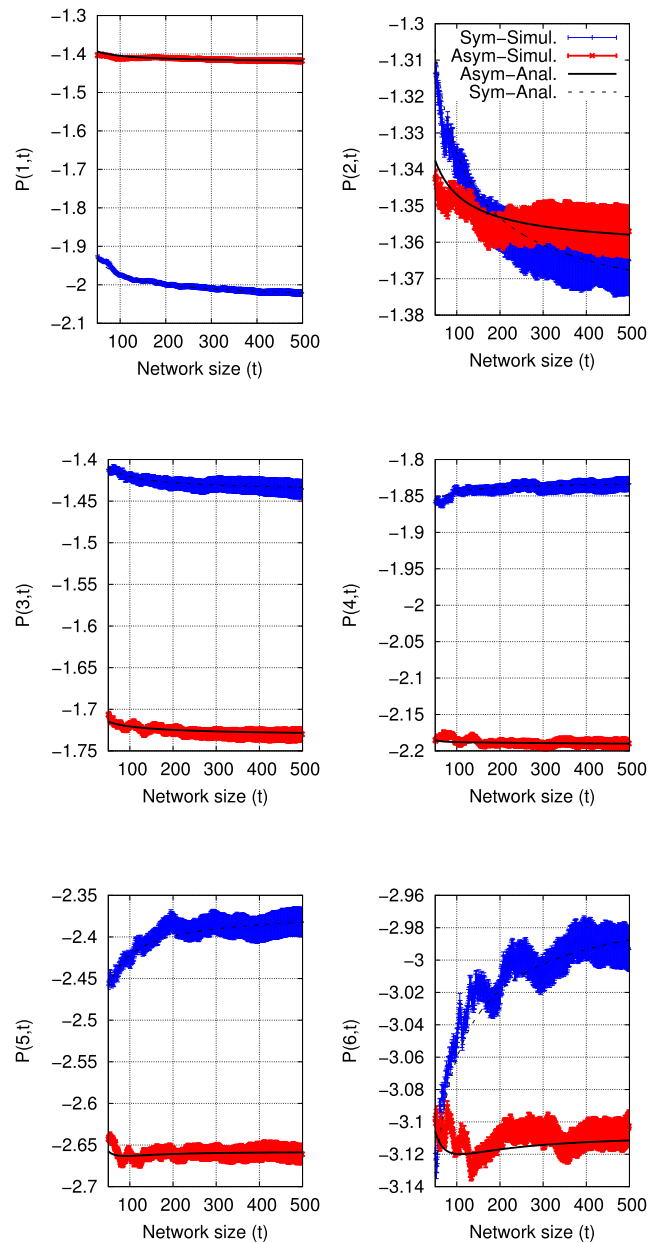 P(1,t)
−1.3
−1.4
−1.5
−1.6
−1.7
−1.8
−1.9
−2
−2.1
100 200 300 400 500
Network size (t)
P(2,t)
−1.3
−1.31
−1.32
−1.33
−1.34
−1.35
−1.36
−1.37
−1.38
Sym−Simul.
Asym−Simul.
Asym−Anal.
Sym−Anal.
100 200 300 400 500
Network size (t)
P(3,t)
−1.4
−1.45
−1.5
−1.55
−1.6
−1.65
−1.7
−1.75
100 200 300 400 500
Network size (t)
P(4,t)
−1.8
−1.85
−1.9
−1.95
−2
−2.05
−2.1
−2.15
−2.2
100 200 300 400 500
Network size (t)
P(5,t)
−2.35
−2.4
−2.45
−2.5
−2.55
−2.6
−2.65
−2.7
100 200 300 400 500
Network size (t)
P(6,t)
−2.96
−2.98
−3
−3.02
−3.04
−3.06
−3.08
−3.1
−3.12
−3.14
100 200 300 400 500
Network size (t)